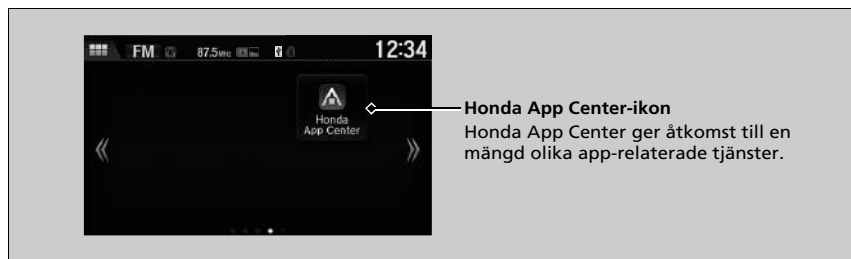 FM 87.5MHz 12:34
Honda
App Center
Honda App Center-ikon
Honda App Center ger åtkomst till en
mängd olika app-relaterade tjänster.